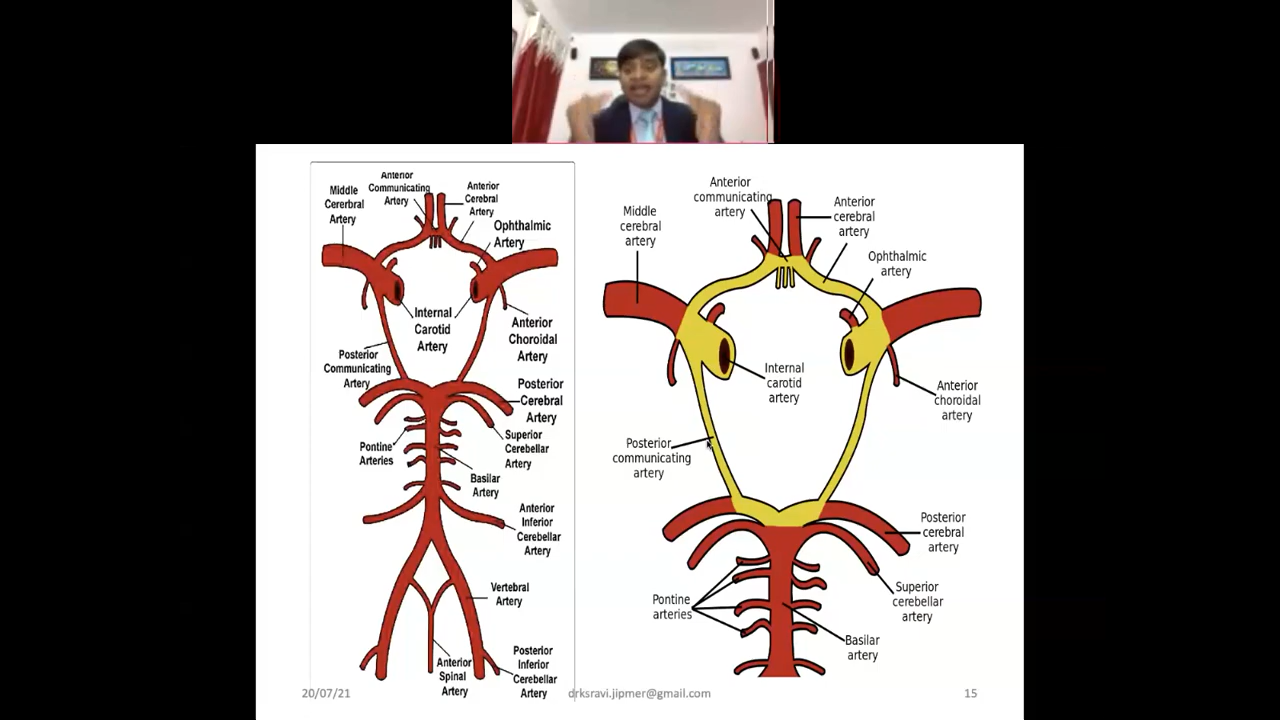 Anterior
Communicating
Artery
Middle
Cererbral
Artery
Anterior
Cerebral
Artery
Ophthalmic
Artery
Internal
Carotid
Artery
Anterior
Choroidal
Artery
Posterior
Communicating
Artery
Posterior
Cerebral
Artery
Superior
Cerebellar
Artery
Pontine
Arteries
Basilar
Artery
Anterior
Inferior
Cerebellar
Artery
Vertebral
Artery
Anterior
Spinal
Artery
Posterior
Inferior
Cerebellar
Artery
Anterior
communicating
artery
Middle
cerebral
artery
Anterior
cerebral
artery
Ophthalmic
artery
Internal
carotid
artery
Anterior
choroidal
artery
Posterior
communicating
artery
Posterior
cerebral
artery
Superior
cerebellar
artery
Pontine
arteries
Basilar
artery
20/07/21
drksravi.jipmer@gmail.com
15